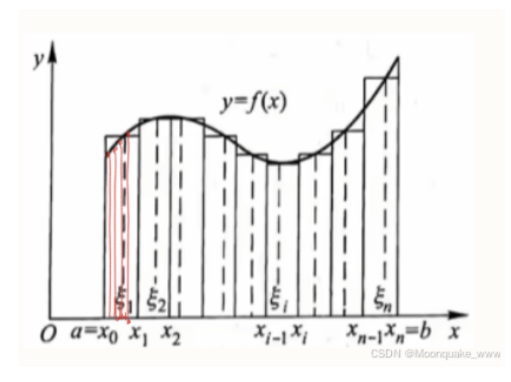 y
y=f(x)
ξ1 ξ2 ξi ξn
O a=x0 x1 x2 xi-1 xi xn-1 xn=b x
CSDN @Moonquake_www